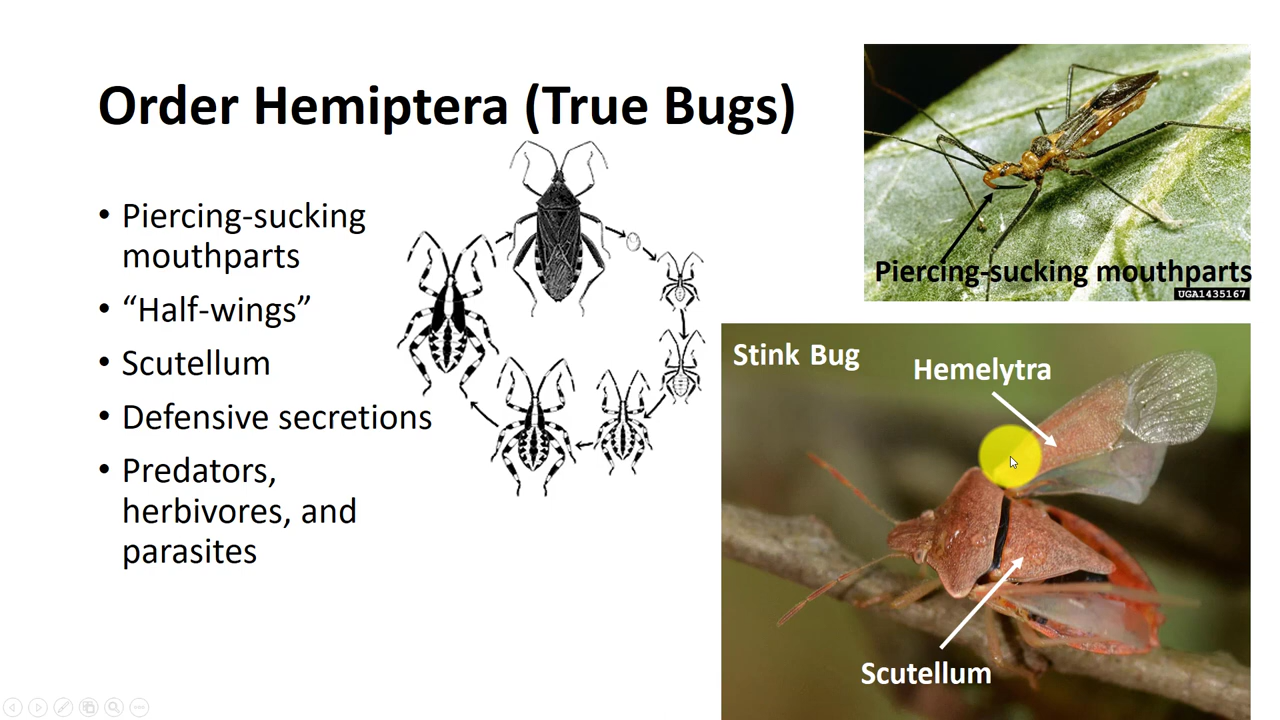 Order Hemiptera (True Bugs)
• Piercing-sucking
mouthparts
• “Half-wings”
• Scutellum
• Defensive secretions
• Predators,
herbivores, and
parasites
Piercing-sucking mouthparts
UGA1435167
Stink Bug
Hemelytra
Scutellum